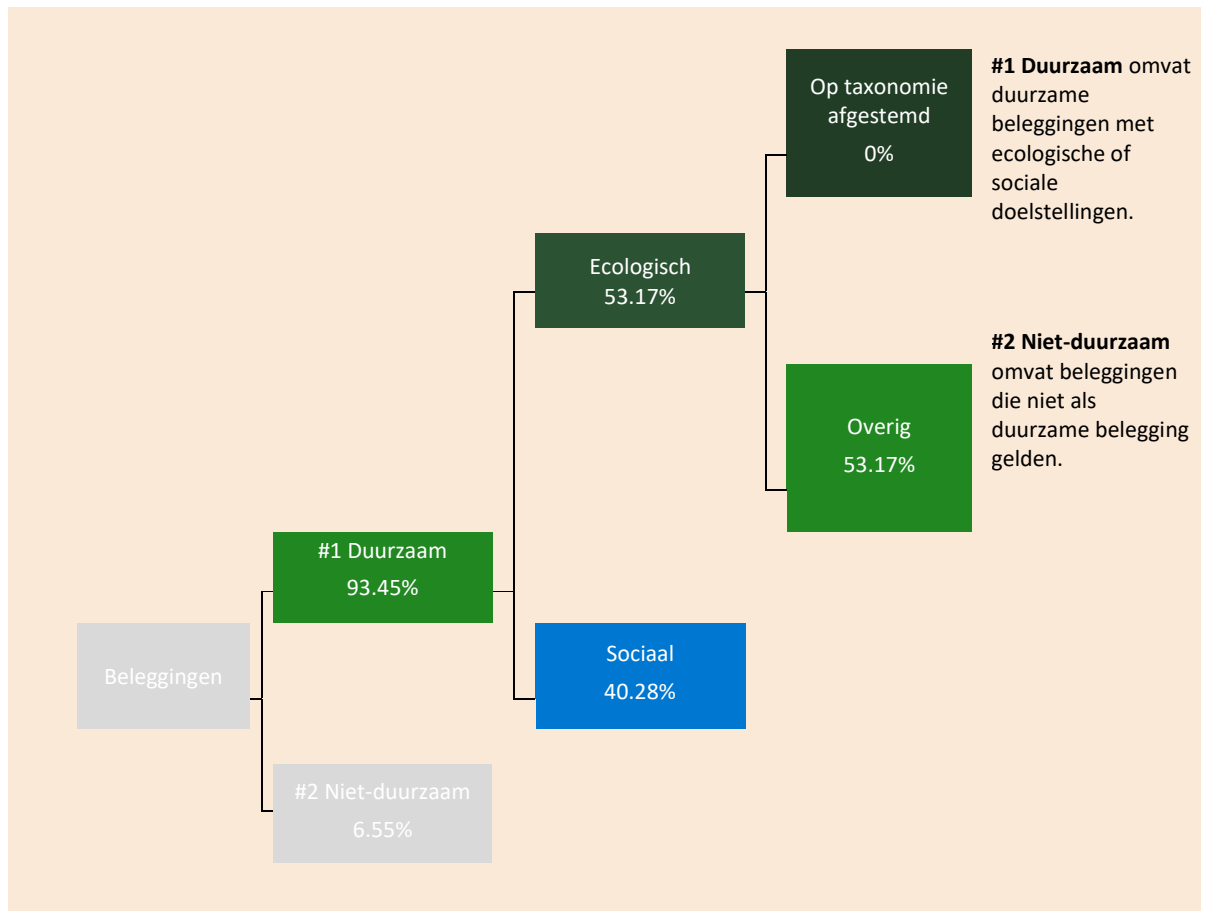 Op taxonomie
afgestemd
0%
#1 Duurzaam omvat
duurzame
beleggingen met
ecologische of
sociale
doelstellingen.
Ecologisch
53.17%
#2 Niet-duurzaam
omvat beleggingen
die niet als
duurzame belegging
gelden.
Overig
53.17%
#1 Duurzaam
93.45%
Sociaal
40.28%
Beleggingen
#2 Niet-duurzaam
6.55%